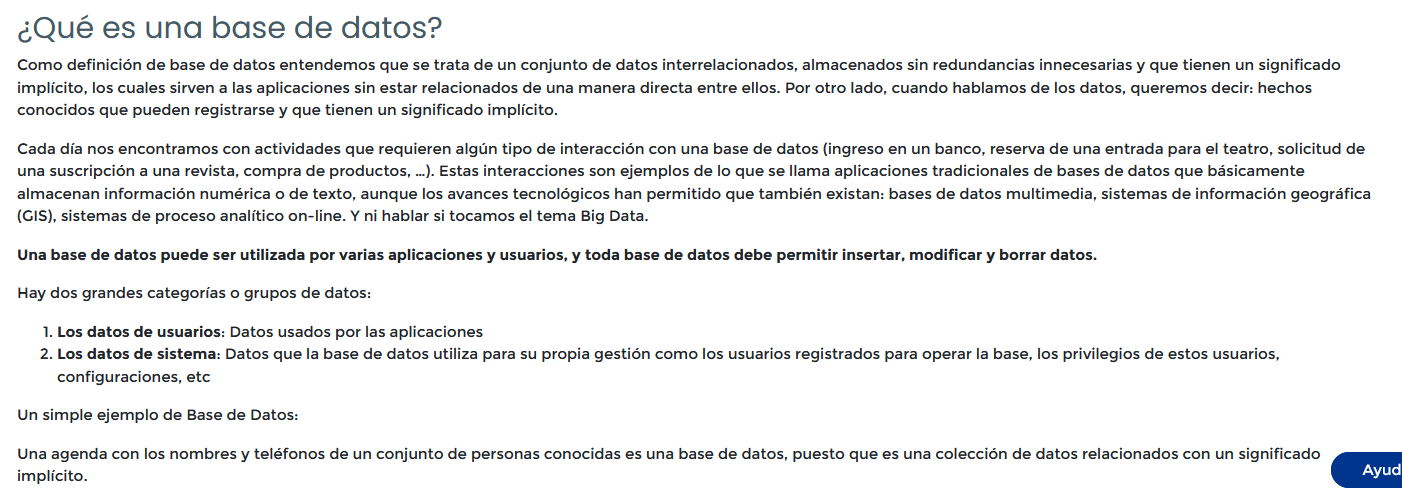 ¿Qué es una base de datos?
Como definición de base de datos entendemos que se trata de un conjunto de datos interrelacionados, almacenados sin redundancias innecesarias y que tienen un significado
implícito, los cuales sirven a las aplicaciones sin estar relacionados de una manera directa entre ellos. Por otro lado, cuando hablamos de los datos, queremos decir: hechos
conocidos que pueden registrarse y que tienen un significado implícito.
Cada día nos encontramos con actividades que requieren algún tipo de interacción con una base de datos (ingreso en un banco, reserva de una entrada para el teatro, solicitud de
una suscripción a una revista, compra de productos, …). Estas interacciones son ejemplos de lo que se llama aplicaciones tradicionales de bases de datos que básicamente
almacenan información numérica o de texto, aunque los avances tecnológicos han permitido que también existan: bases de datos multimedia, sistemas de información geográfica
(GIS), sistemas de proceso analítico on-line. Y ni hablar si tocamos el tema Big Data.
Una base de datos puede ser utilizada por varias aplicaciones y usuarios, y toda base de datos debe permitir insertar, modificar y borrar datos.
Hay dos grandes categorías o grupos de datos:
1. Los datos de usuarios: Datos usados por las aplicaciones
2. Los datos de sistema: Datos que la base de datos utiliza para su propia gestión como los usuarios registrados para operar la base, los privilegios de estos usuarios,
configuraciones, etc
Un simple ejemplo de Base de Datos:
Una agenda con los nombres y teléfonos de un conjunto de personas conocidas es una base de datos, puesto que es una colección de datos relacionados con un significado
implícito.
Ayud